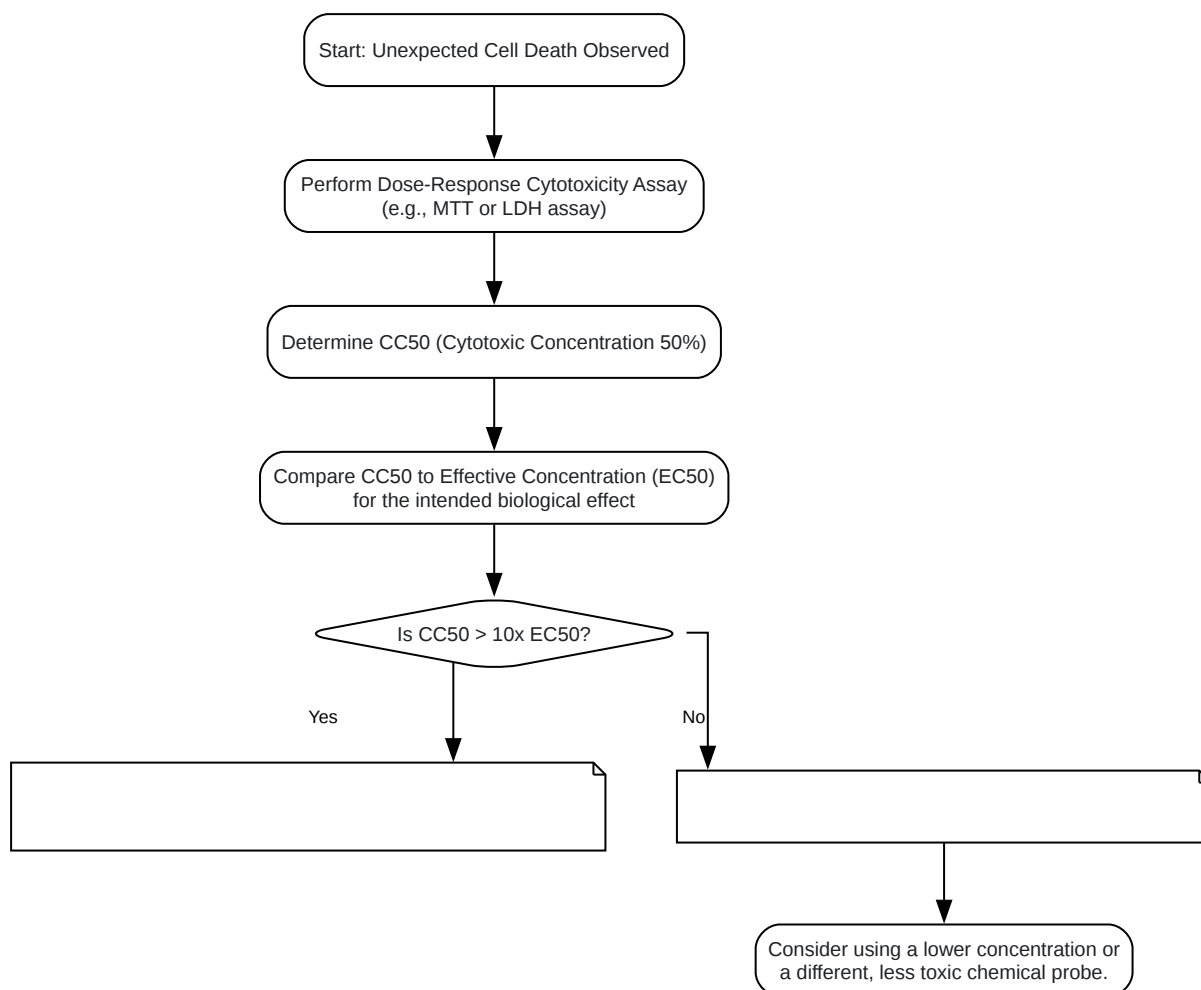 Start: Unexpected Cell Death Observed
Perform Dose-Response Cytotoxicity Assay
(e.g., MTT or LDH assay)
Determine CC50 (Cytotoxic Concentration 50%)
Compare CC50 to Effective Concentration (EC50)
for the intended biological effect
Is CC50 > 10x EC50?
Yes
No
Consider using a lower concentration or
a different, less toxic chemical probe.